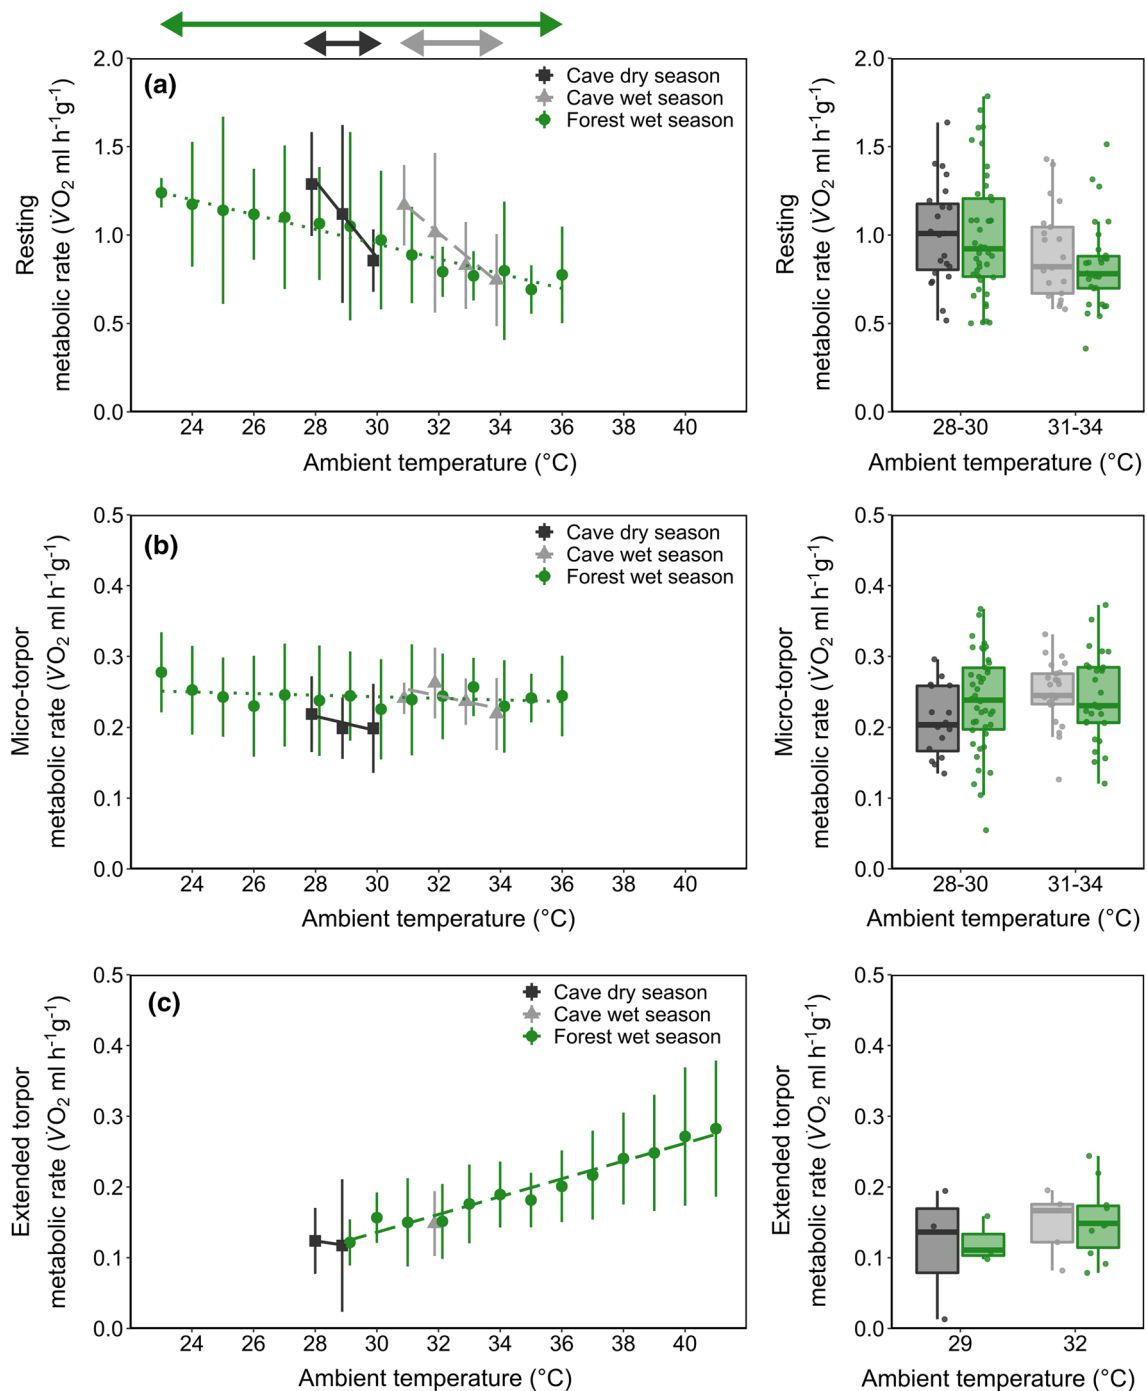 (a)
Cave dry season
Cave wet season
Forest wet season
Resting
metabolic rate (V̇O₂ ml h⁻¹g⁻¹)
2.0
1.5
1.0
0.5
0.0
24 26 28 30 32 34 36 38 40
Ambient temperature (°C)
Resting
metabolic rate (V̇O₂ ml h⁻¹g⁻¹)
2.0
1.5
1.0
0.5
0.0
28-30 31-34
Ambient temperature (°C)
(b)
Cave dry season
Cave wet season
Forest wet season
Micro-torpor
metabolic rate (V̇O₂ ml h⁻¹g⁻¹)
0.5
0.4
0.3
0.2
0.1
0.0
24 26 28 30 32 34 36 38 40
Ambient temperature (°C)
Micro-torpor
metabolic rate (V̇O₂ ml h⁻¹g⁻¹)
0.5
0.4
0.3
0.2
0.1
0.0
28-30 31-34
Ambient temperature (°C)
(c)
Cave dry season
Cave wet season
Forest wet season
Extended torpor
metabolic rate (V̇O₂ ml h⁻¹g⁻¹)
0.5
0.4
0.3
0.2
0.1
0.0
24 26 28 30 32 34 36 38 40
Ambient temperature (°C)
Extended torpor
metabolic rate (V̇O₂ ml h⁻¹g⁻¹)
0.5
0.4
0.3
0.2
0.1
0.0
29 32
Ambient temperature (°C)